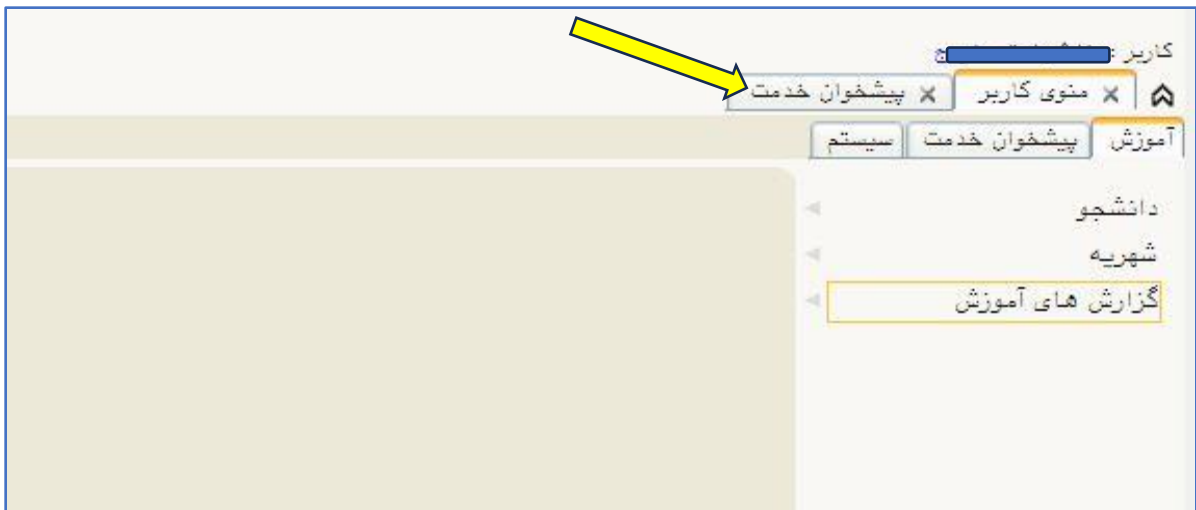 کاربر :
منوی کاربر پیشخوان خدمت
آموزش پیشخوان خدمت سیستم
دانشجو
شهریه
گزارش های آموزش